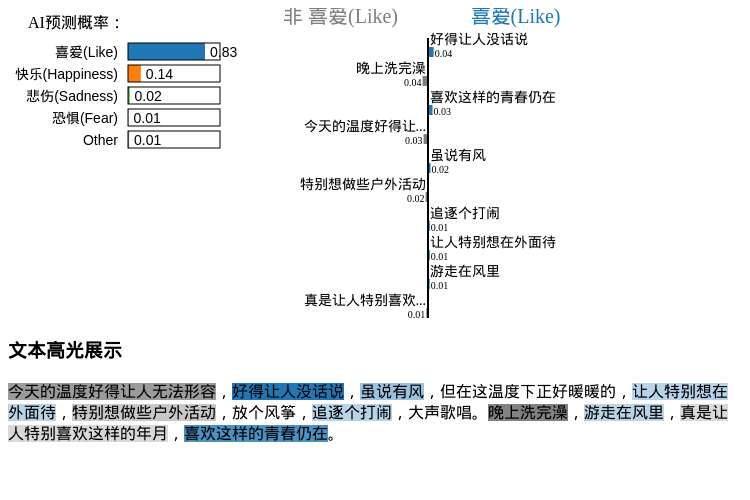 AI预测概率：
喜爱(Like) 0.83
快乐(Happiness) 0.14
悲伤(Sadness) 0.02
恐惧(Fear) 0.01
Other 0.01
非 喜爱(Like) 喜爱(Like)
好得让人没话说
0.04
晚上洗完澡
0.04
喜欢这样的青春仍在
0.03
今天的温度好得让...
0.03
虽说有风
0.02
特别想做些户外活动
0.02
追逐个打闹
0.01
让人特别想在外面待
0.01
游走在风里
0.01
真是让人特别喜欢...
0.01
文本高光展示
今天的温度好得让人无法形容，好得让人没话说，虽说有风，但在这温度下正好暖暖的，让人特别想在
外面待，特别想做些户外活动，放个风筝，追逐个打闹，大声歌唱。晚上洗完澡，游走在风里，真是让
人特别喜欢这样的年月，喜欢这样的青春仍在。